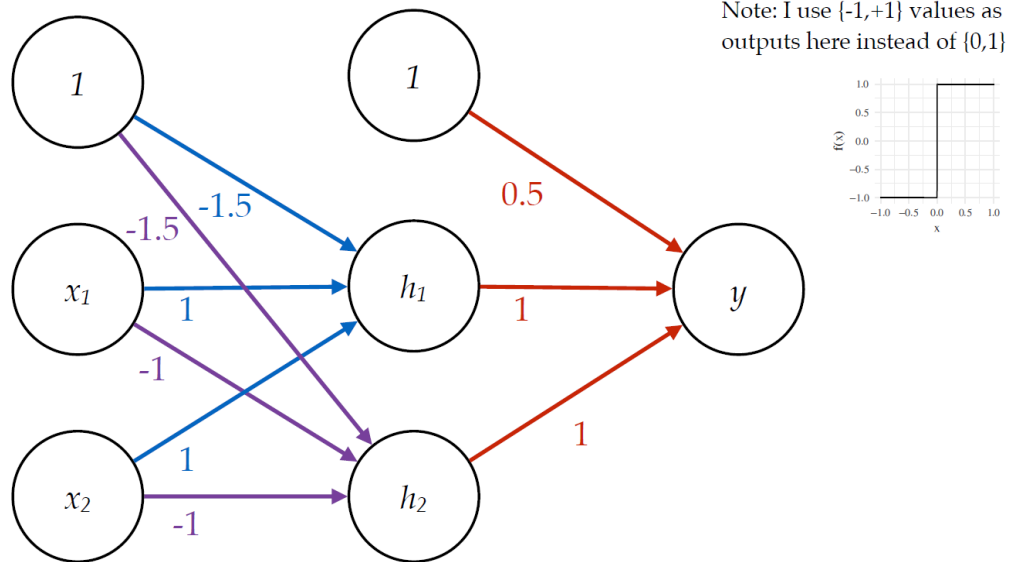 Note: I use {-1,+1} values as
outputs here instead of {0,1}
1
1
1.0
0.5
0.0
−0.5
−1.0
f(x)
−1.0 −0.5 0.0 0.5 1.0
x
-1.5
-1.5
0.5
x1
h1
y
1
1
-1
1
1
x2
h2
-1